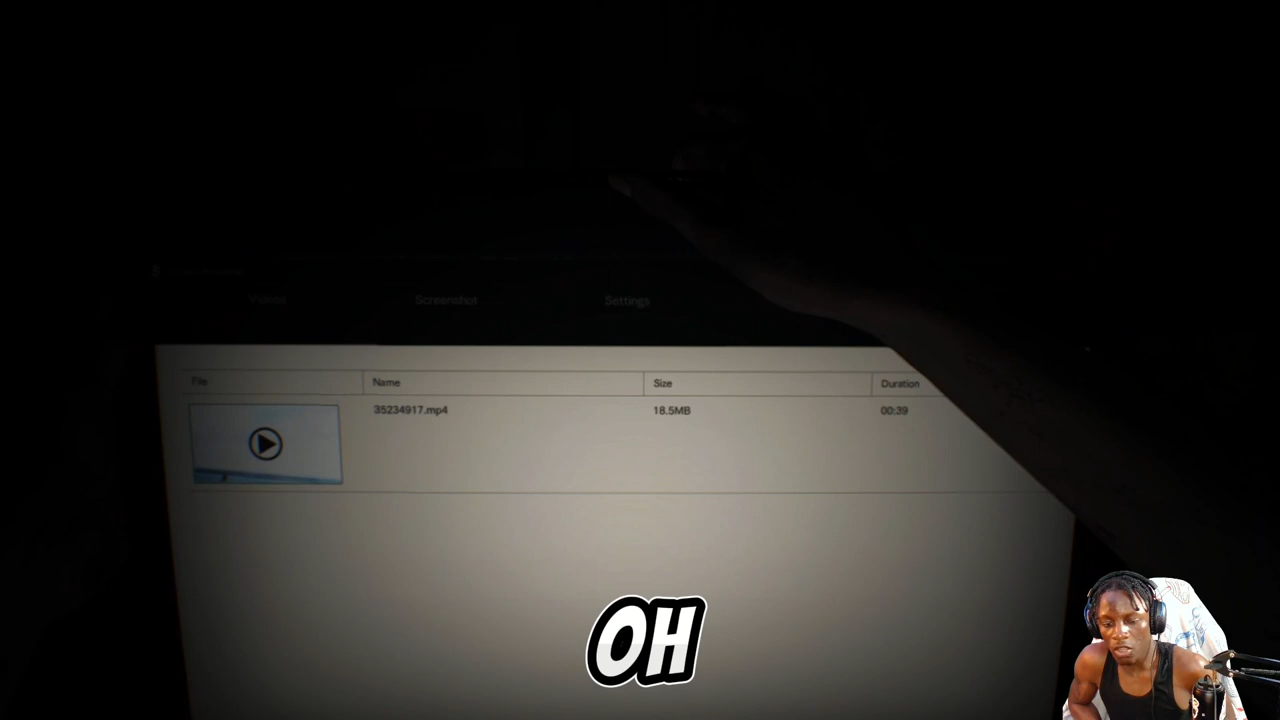 Videos Screenshot Settings
File Name Size Duration
35234917.mp4 18.5MB 00:39
OH